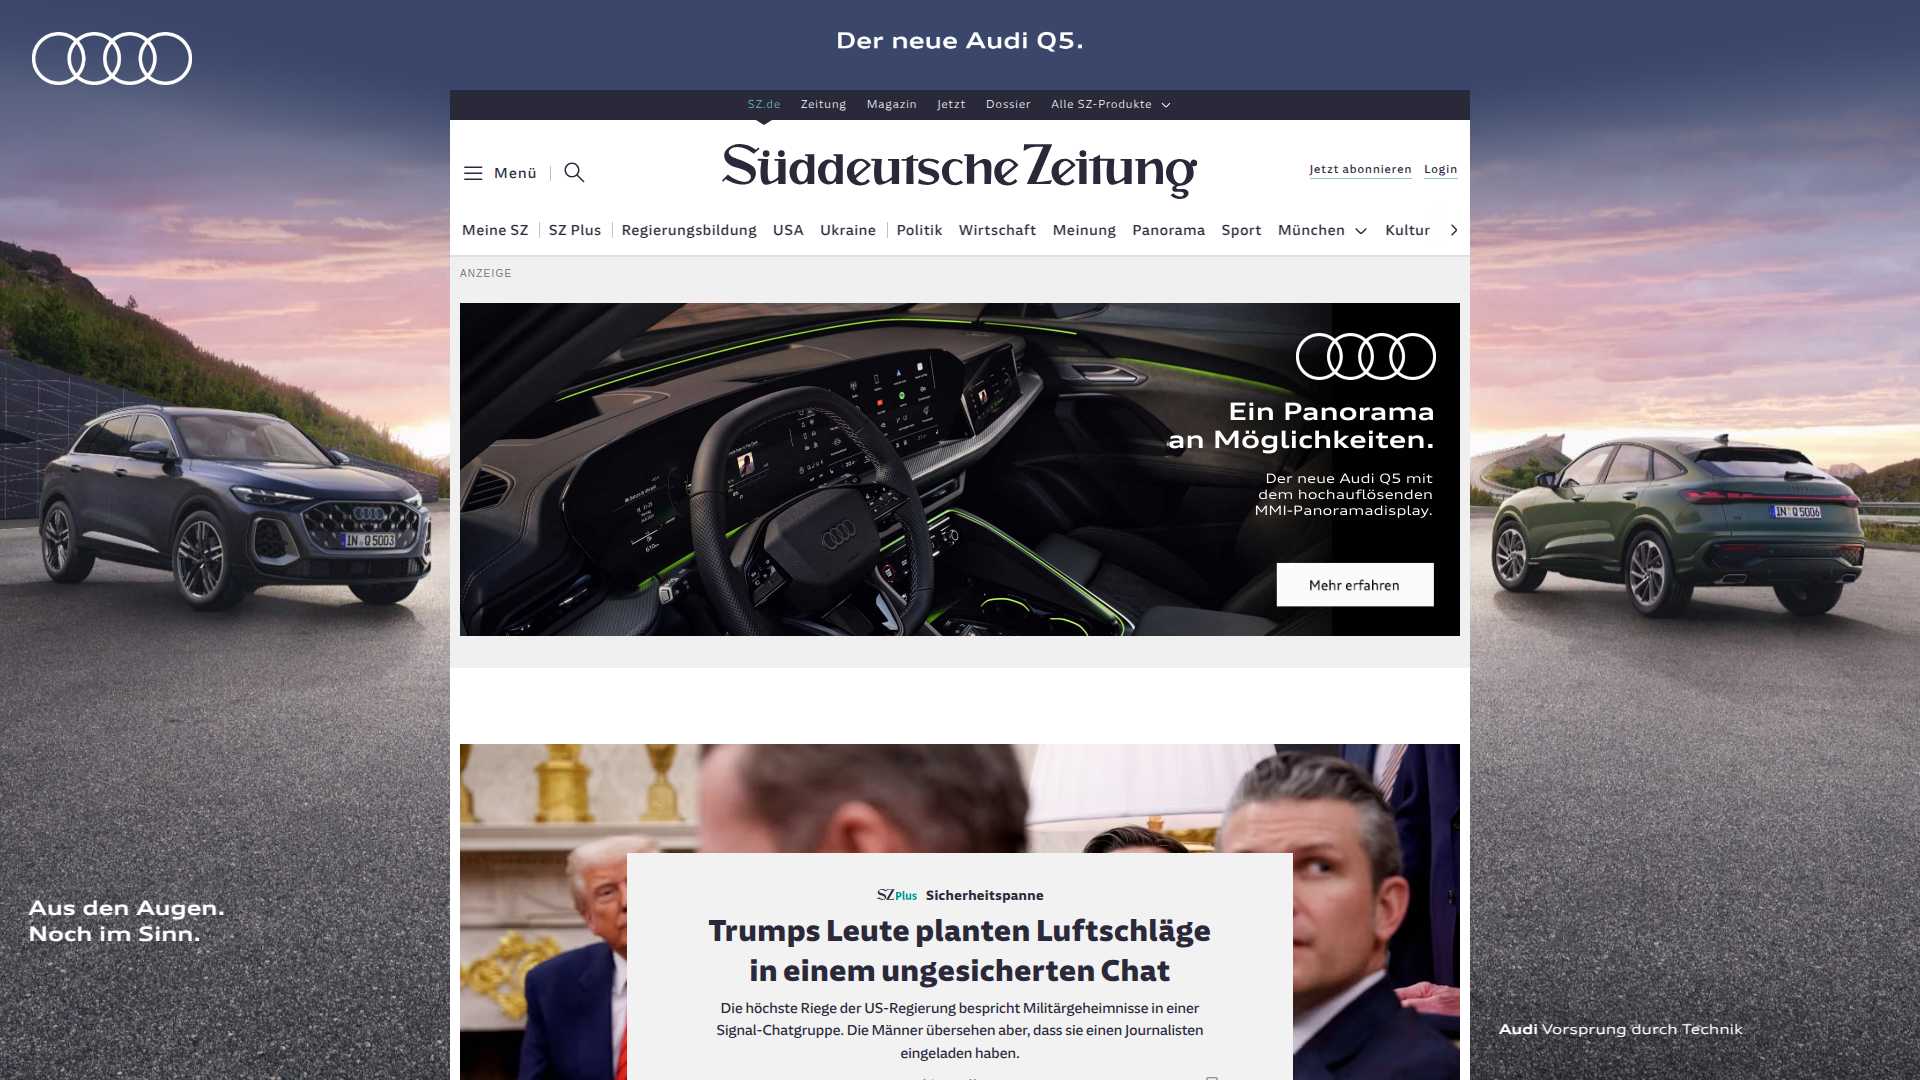 Der neue Audi Q5.
SZ.de Zeitung Magazin Jetzt Dossier Alle SZ-Produkte
Menü
Süddeutsche Zeitung
Jetzt abonnieren Login
Meine SZ SZ Plus Regierungsbildung USA Ukraine Politik Wirtschaft Meinung Panorama Sport München Kultur
ANZEIGE
Ein Panorama
an Möglichkeiten.
Der neue Audi Q5 mit
dem hochauflösenden
MMI-Panoramadisplay.
Mehr erfahren
IN Q 5003
IN Q 5006
Aus den Augen.
Noch im Sinn.
SZ Plus Sicherheitspanne
Trumps Leute planten Luftschläge
in einem ungesicherten Chat
Die höchste Riege der US-Regierung bespricht Militärgeheimnisse in einer
Signal-Chatgruppe. Die Männer übersehen aber, dass sie einen Journalisten
eingeladen haben.
Audi Vorsprung durch Technik